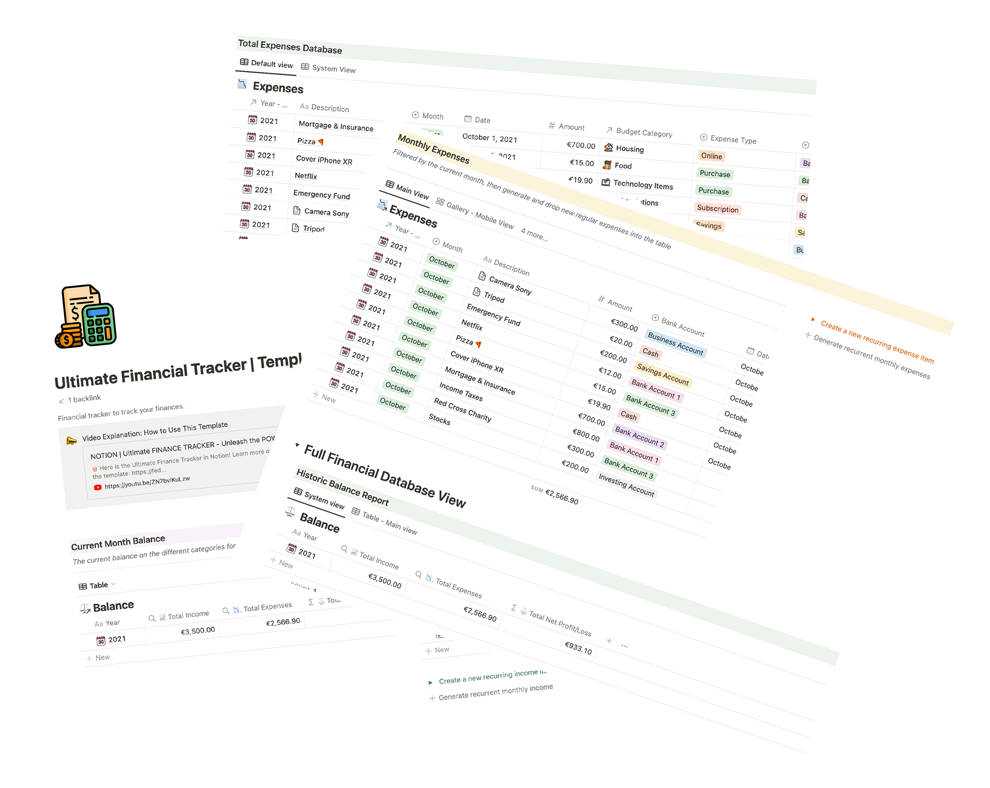 Total Expenses Database
Default view System View
Expenses
Year - ... Aa Description Month Date # Amount Budget Category Expense Type
2021 Mortgage & Insurance October 1, 2021 €700.00 Housing Online
2021 Pizza €15.00 Food Purchase
2021 Cover iPhone XR €19.90 Technology Items Purchase
2021 Netflix Subscription
2021 Emergency Fund Savings
2021 Camera Sony
2021 Tripod
Monthly Expenses
Filtered by the current month, then generate and drop new regular expenses into the table
Main View Gallery - Mobile View 4 more...
Expenses
Year - ... Month Aa Description # Amount Bank Account
2021 October Camera Sony €300.00 Business Account Octobe
2021 October Tripod €20.00 Cash Octobe
2021 October Emergency Fund €200.00 Savings Account Octobe
2021 October Netflix €12.00 Bank Account 1 Octobe
2021 October Pizza €15.00 Bank Account 3 Octobe
2021 October Cover iPhone XR €19.90 Cash Octobe
2021 October Mortgage & Insurance €700.00 Bank Account 2 Octobe
2021 October Income Taxes €800.00 Bank Account 1
2021 October Red Cross Charity €300.00 Bank Account 3
Stocks €200.00 Investing Account
+ New
SUM €2,566.90
Create a new recurring expense item
+ Generate recurrent monthly expenses
Ultimate Financial Tracker |
1 backlink
Financial tracker to track your finances.
Video Explanation: How to Use This Template
NOTION | Ultimate FINANCE TRACKER - Unleash the
Here is the Ultimate Finance Tracker in Notion! Learn more
the template: https://fed...
https://youtu.be/ZN7bviKuLzw
Current Month Balance
The current balance on the different categories for
Table
Balance
Aa Year Total Income Total Expenses
2021 €3,500.00 €2,566.90
+ New
Full Financial Database View
Historic Balance Report
System view Table - Main view
Balance
Aa Year Total Income Total Expenses Σ Total Net Profit/Loss + ...
2021 €3,500.00 €2,566.90 €933.10
+ New
+ New
Create a new recurring income
+ Generate recurrent monthly income